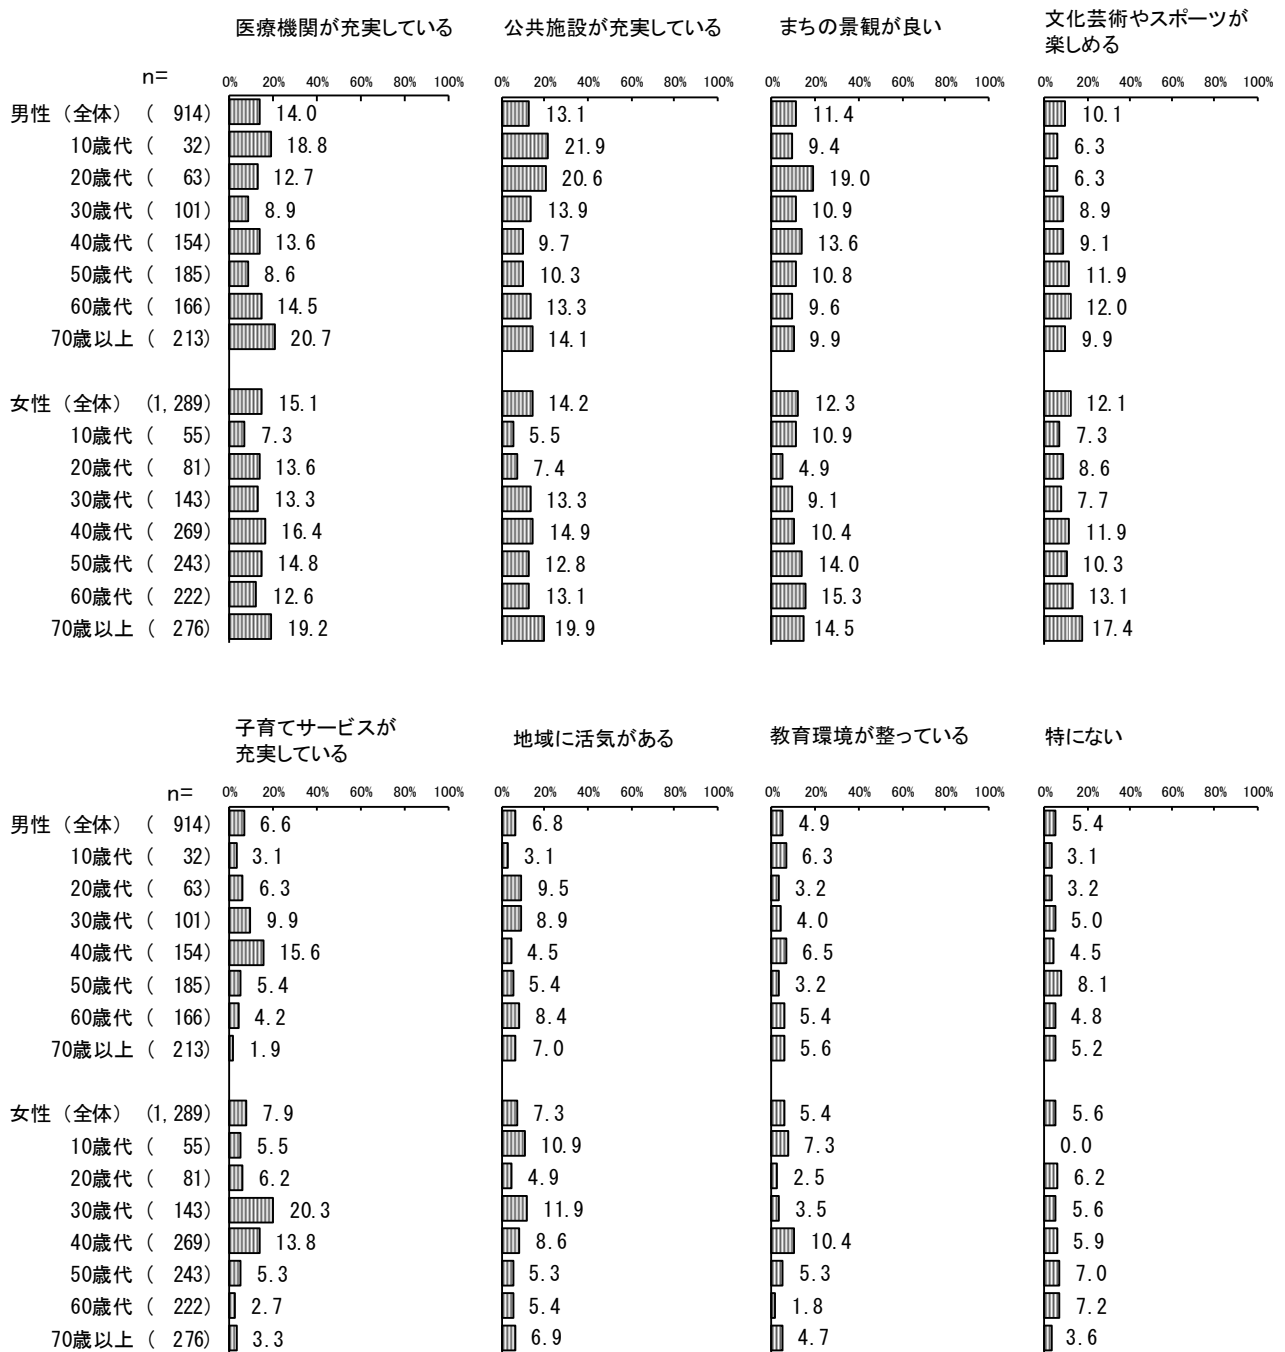 医療機関が充実している 公共施設が充実している まちの景観が良い 文化芸術やスポーツが
楽しめる
n= 0% 20% 40% 60% 80% 100% 0% 20% 40% 60% 80% 100% 0% 20% 40% 60% 80% 100% 0% 20% 40% 60% 80% 100%
男性（全体）（ 914） 14.0 13.1 11.4 10.1
10歳代（ 32） 18.8 21.9 9.4 6.3
20歳代（ 63） 12.7 20.6 19.0 6.3
30歳代（ 101） 8.9 13.9 10.9 8.9
40歳代（ 154） 13.6 9.7 13.6 9.1
50歳代（ 185） 8.6 10.3 10.8 11.9
60歳代（ 166） 14.5 13.3 9.6 12.0
70歳以上（ 213） 20.7 14.1 9.9 9.9
女性（全体）（1,289） 15.1 14.2 12.3 12.1
10歳代（ 55） 7.3 5.5 10.9 7.3
20歳代（ 81） 13.6 7.4 4.9 8.6
30歳代（ 143） 13.3 13.3 9.1 7.7
40歳代（ 269） 16.4 14.9 10.4 11.9
50歳代（ 243） 14.8 12.8 14.0 10.3
60歳代（ 222） 12.6 13.1 15.3 13.1
70歳以上（ 276） 19.2 19.9 14.5 17.4
子育てサービスが
充実している 地域に活気がある 教育環境が整っている 特にない
n= 0% 20% 40% 60% 80% 100% 0% 20% 40% 60% 80% 100% 0% 20% 40% 60% 80% 100% 0% 20% 40% 60% 80% 100%
男性（全体）（ 914） 6.6 6.8 4.9 5.4
10歳代（ 32） 3.1 3.1 6.3 3.1
20歳代（ 63） 6.3 9.5 3.2 3.2
30歳代（ 101） 9.9 8.9 4.0 5.0
40歳代（ 154） 15.6 4.5 6.5 4.5
50歳代（ 185） 5.4 5.4 3.2 8.1
60歳代（ 166） 4.2 8.4 5.4 4.8
70歳以上（ 213） 1.9 7.0 5.6 5.2
女性（全体）（1,289） 7.9 7.3 5.4 5.6
10歳代（ 55） 5.5 10.9 7.3 0.0
20歳代（ 81） 6.2 4.9 2.5 6.2
30歳代（ 143） 20.3 11.9 3.5 5.6
40歳代（ 269） 13.8 8.6 10.4 5.9
50歳代（ 243） 5.3 5.3 5.3 7.0
60歳代（ 222） 2.7 5.4 1.8 7.2
70歳以上（ 276） 3.3 6.9 4.7 3.6